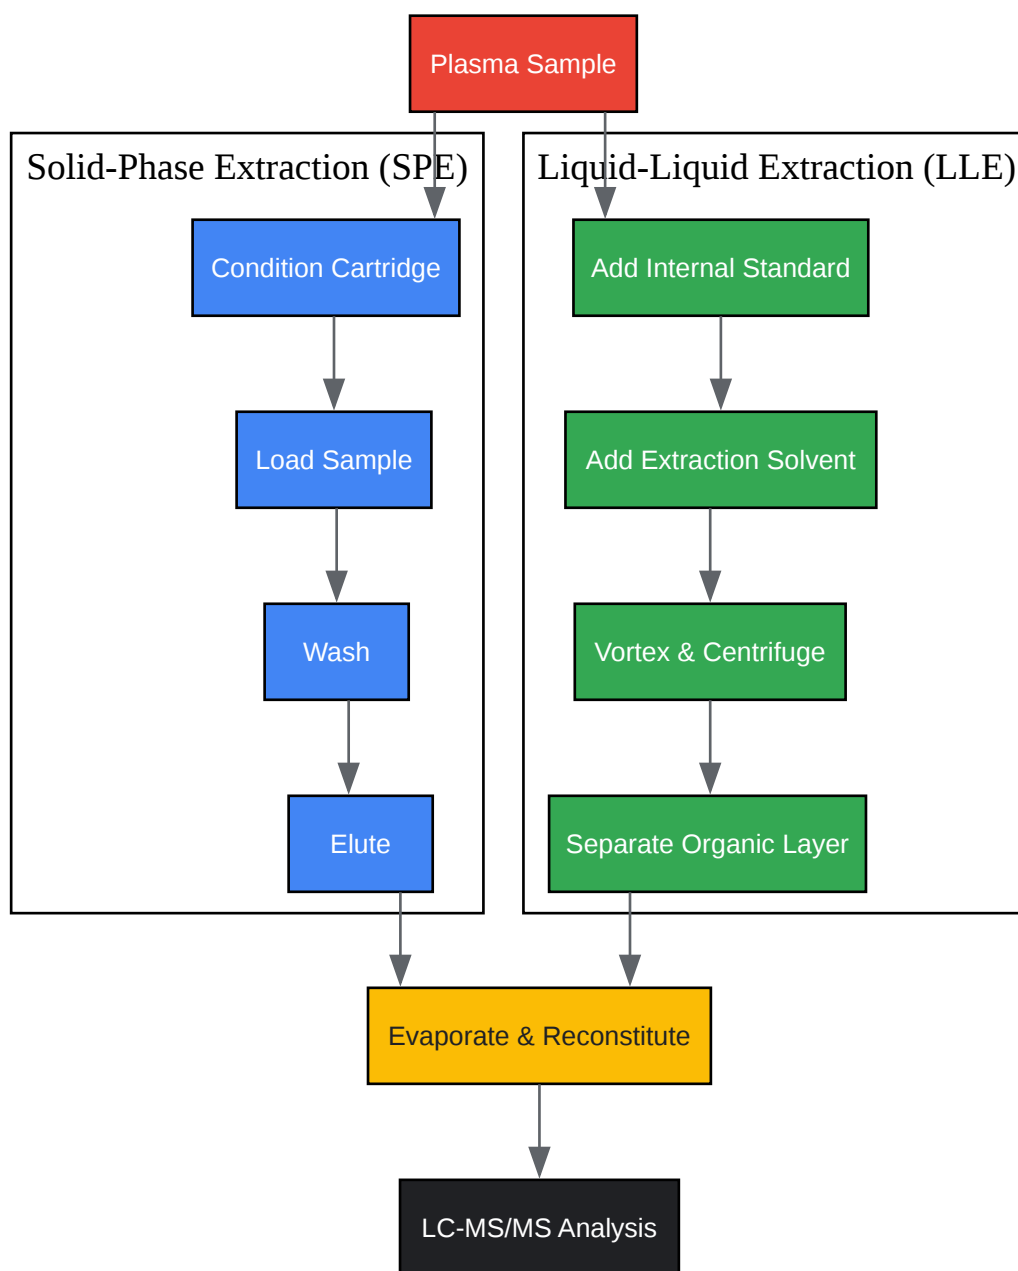 Plasma Sample
Solid-Phase Extraction (SPE)
Condition Cartridge
Load Sample
Wash
Elute
Liquid-Liquid Extraction (LLE)
Add Internal Standard
Add Extraction Solvent
Vortex & Centrifuge
Separate Organic Layer
Evaporate & Reconstitute
LC-MS/MS Analysis